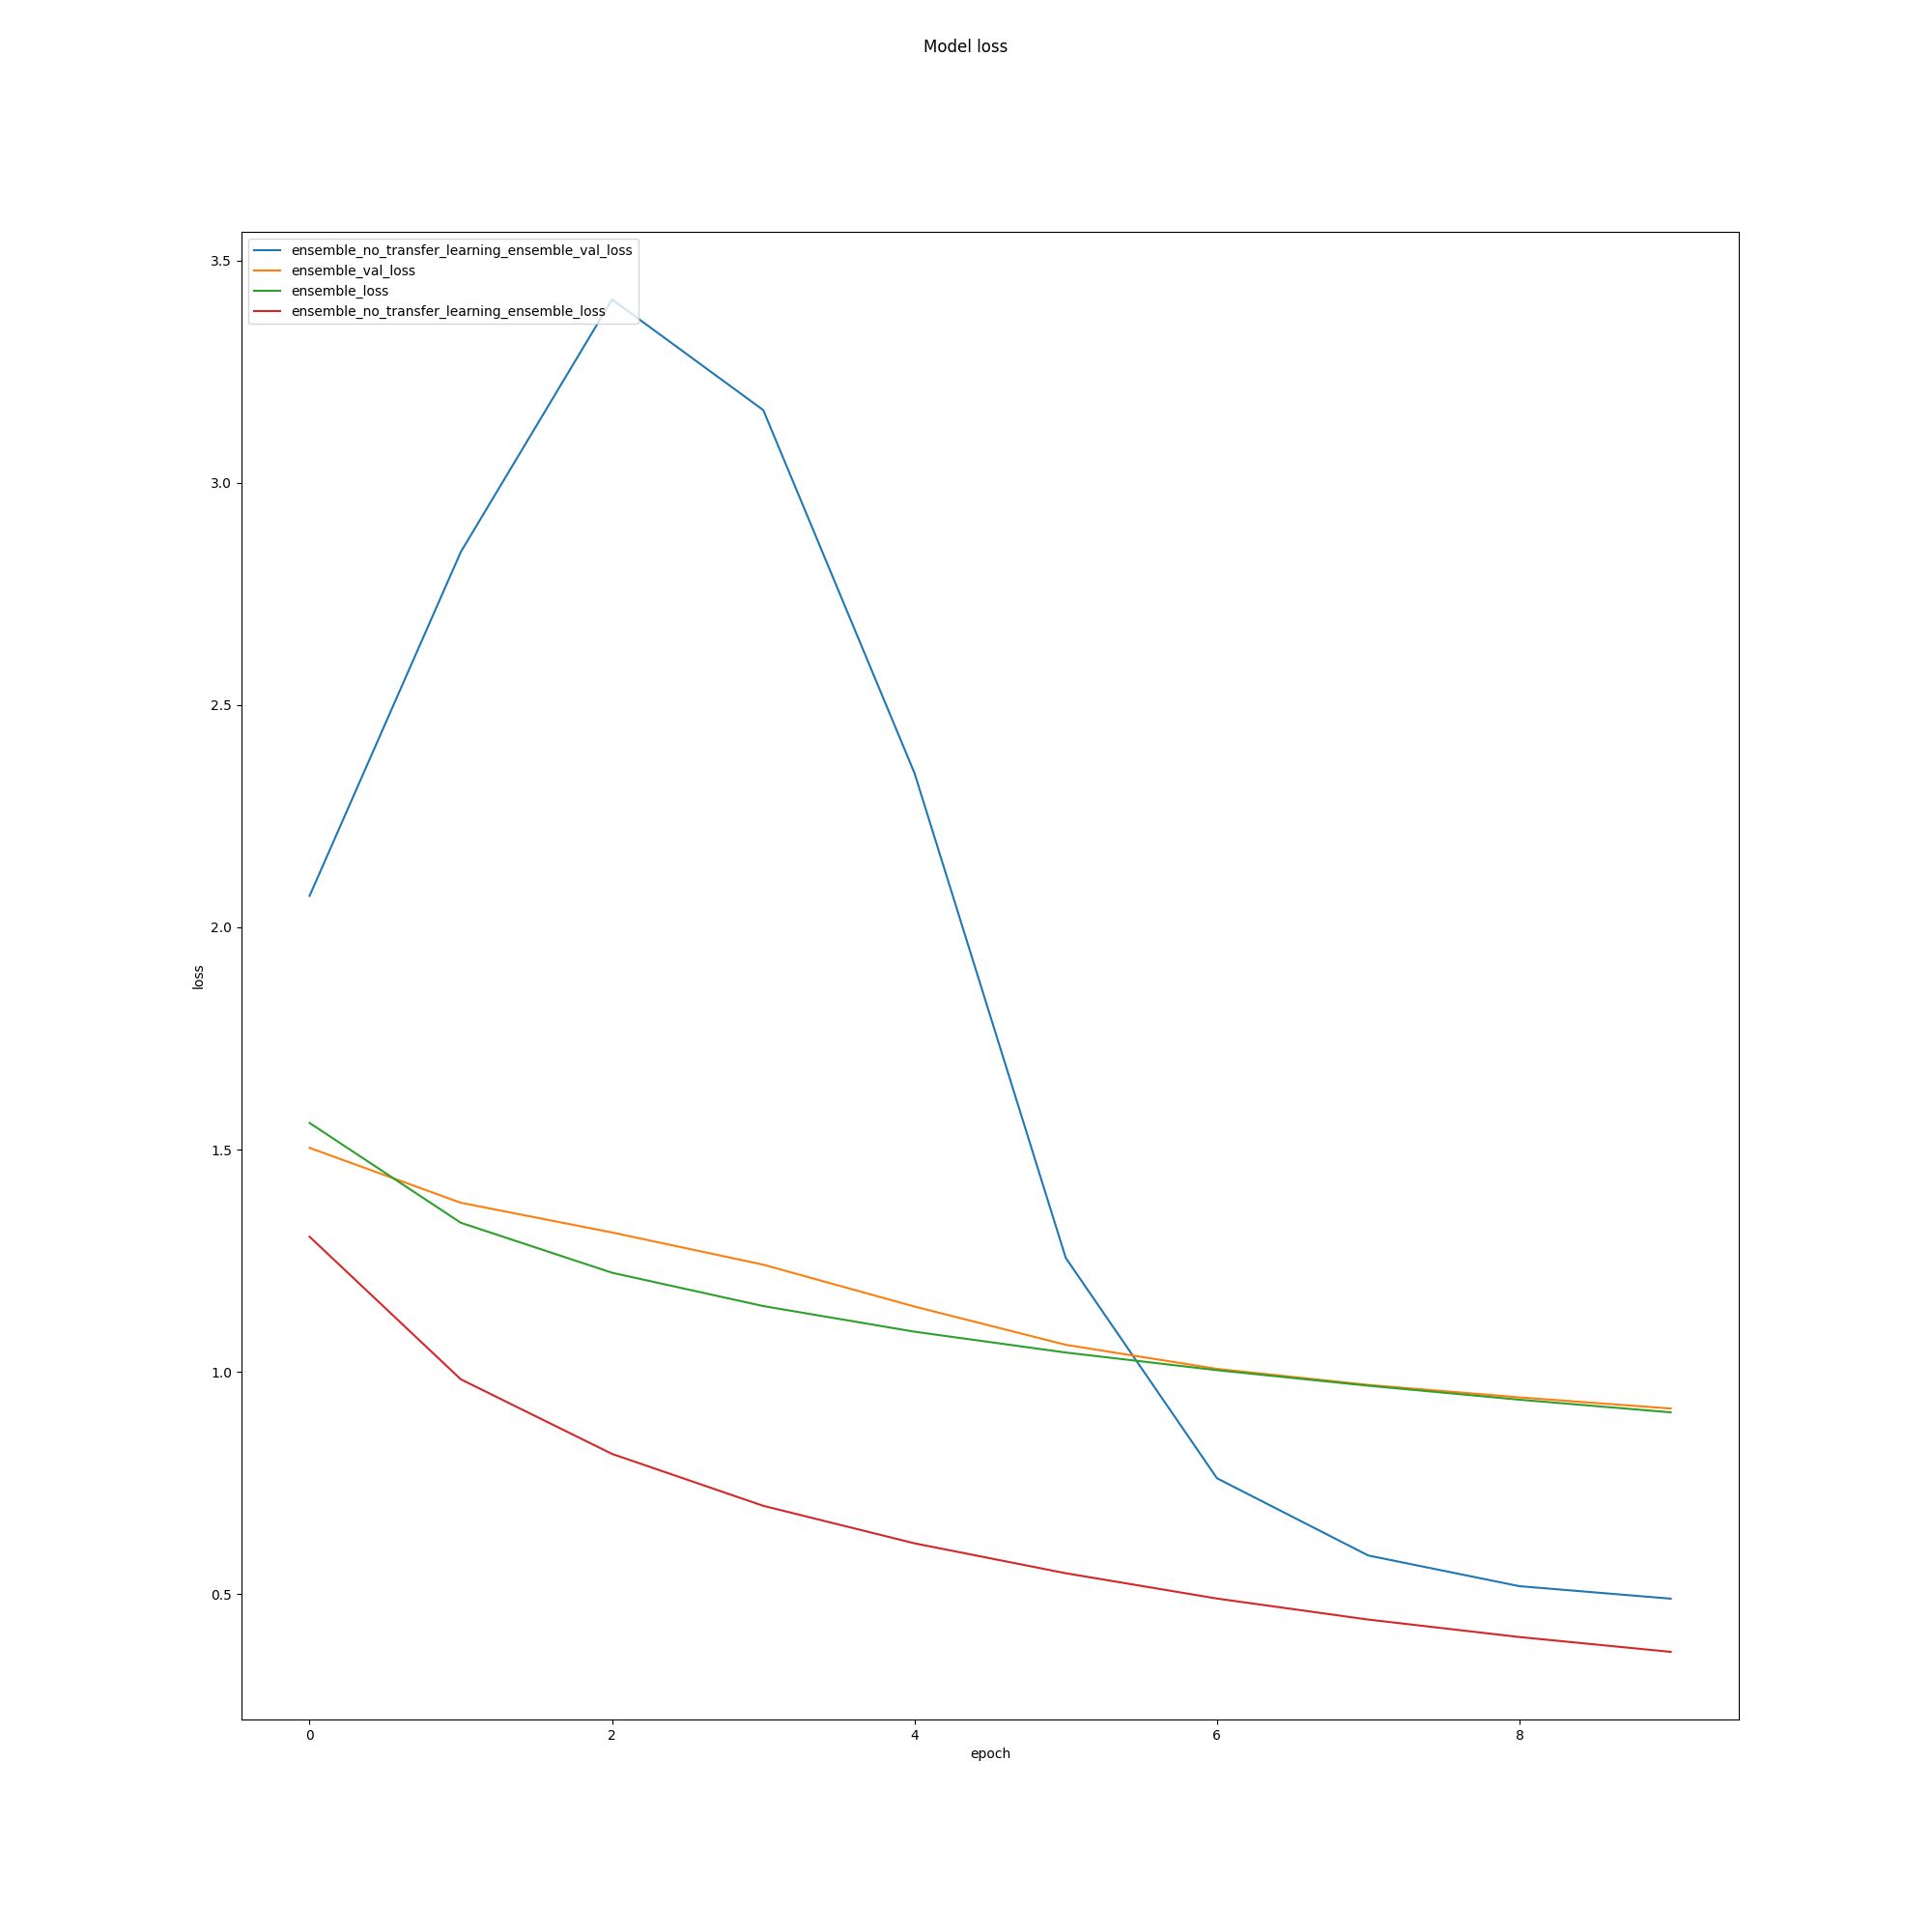 Model loss
ensemble_no_transfer_learning_ensemble_val_loss
ensemble_val_loss
ensemble_loss
ensemble_no_transfer_learning_ensemble_loss
3.5
3.0
2.5
2.0
1.5
1.0
0.5
loss
0 2 4 6 8
epoch